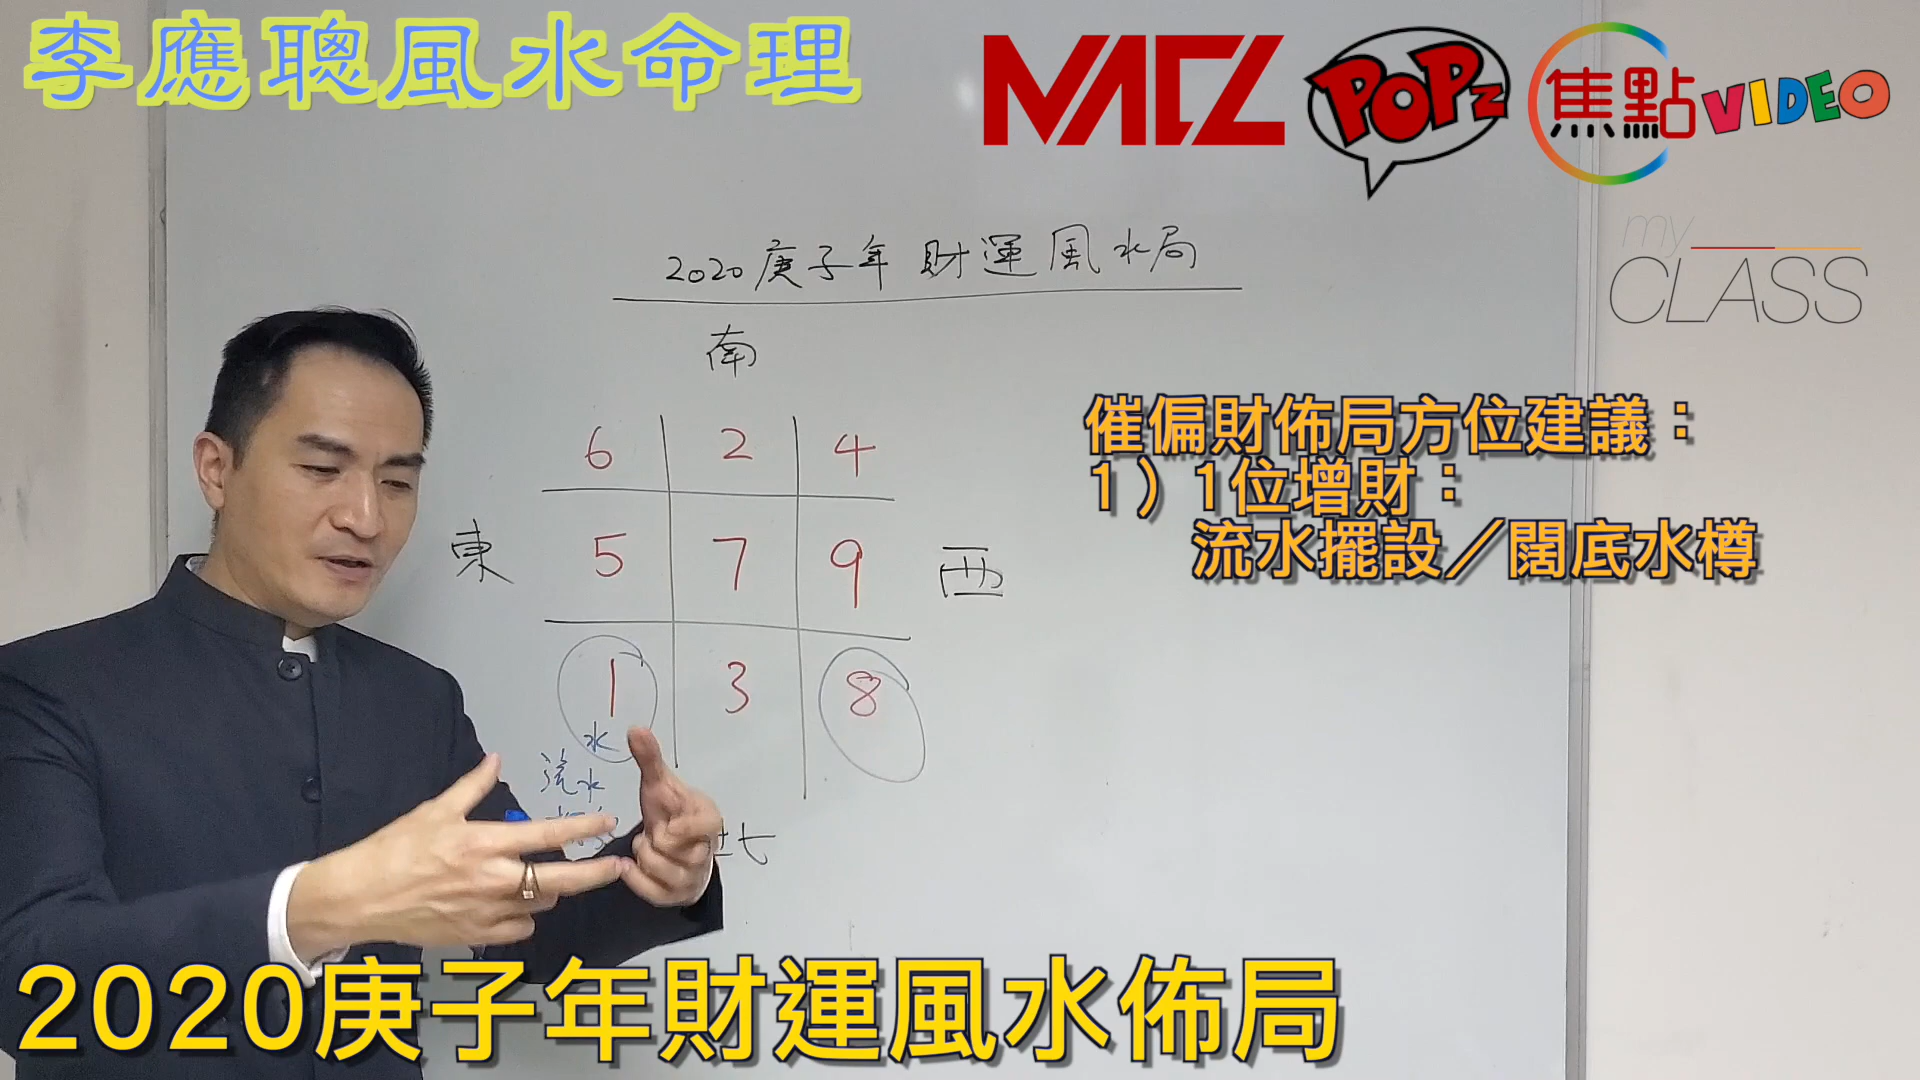 李應聰風水命理
MACL
POPz
焦點VIDEO
my
CLASS
2020庚子年財運風水局
南
催偏財佈局方位建議：
1）1位增財：
流水擺設／闊底水樽
6 2 4
東 5 7 9 西
1 3 8
水
流水
2020庚子年財運風水佈局